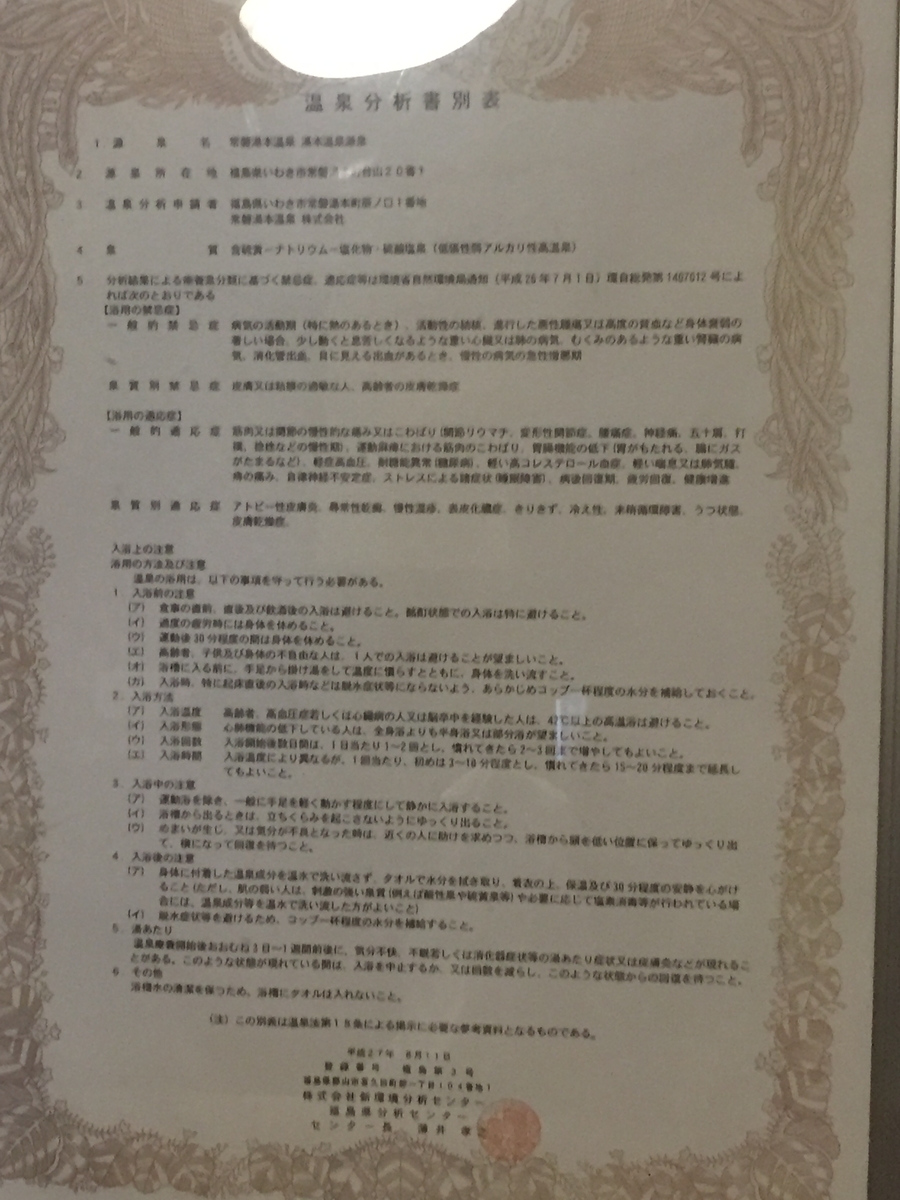 温泉分析書別表
1 源泉名 常磐湯本温泉 湯本温泉源泉
2 源泉所在地 福島県いわき市常磐 台山20番1
3 温泉分析申請者 福島県いわき市常磐湯本町 ノ口1番地
常磐湯本温泉 株式会社
4 泉質 含硫黄-ナトリウム-塩化物・硫酸塩泉(低張性弱アルカリ性高温泉)
5 分析結果による療養泉分類に基づく禁忌症、適応症等は環境省自然環境局通知(平成26年7月1日)環自総発第1407012号によ
れば次のとおりである
【浴用の禁忌症】
一般的禁忌症 病気の活動期(特に熱のあるとき)、活動性の結核、進行した悪性腫瘍又は高度の貧血など身体衰弱の
著しい場合、少し動くと息苦しくなるような重い心臓又は肺の病気、むくみのあるような重い腎臓の病
気、消化管出血、目に見える出血があるとき、慢性の病気の急性増悪期
泉質別禁忌症 皮膚又は粘膜の過敏な人、高齢者の皮膚乾燥症
【浴用の適応症】
一般的適応症 筋肉又は関節の慢性的な痛み又はこわばり(関節リウマチ、変形性関節症、腰痛症、神経痛、五十肩、打
撲、捻挫などの慢性期)、運動麻痺における筋肉のこわばり、胃腸機能の低下(胃がもたれる、腸にガス
がたまるなど)、軽症高血圧、耐糖能異常(糖尿病)、軽い高コレステロール血症、軽い喘息又は肺気腫、
痔の痛み、自律神経不安定症、ストレスによる諸症状(睡眠障害)、病後回復期、疲労回復、健康増進
泉質別適応症 アトピー性皮膚炎、尋常性乾癬、慢性湿疹、表皮化膿症、きりきず、冷え性、末梢循環障害、うつ状態、
皮膚乾燥症、
入浴上の注意
浴用の方法及び注意
温泉の浴用は、以下の事項を守って行う必要がある。
1 入浴前の注意
(ア) 食事の直前、直後及び飲酒後の入浴は避けること。酩酊状態での入浴は特に避けること。
(イ) 過度の疲労時には身体を休めること。
(ウ) 運動後30分程度の間は身体を休めること。
(エ) 高齢者、子供及び身体の不自由な人は、1人での入浴は避けることが望ましいこと。
(オ) 浴槽に入る前に、手足から掛け湯をして温度に慣らすとともに、身体を洗い流すこと。
(カ) 入浴時、特に起床直後の入浴時などは脱水症状等にならないよう、あらかじめコップ一杯程度の水分を補給しておくこと。
2. 入浴方法
(ア) 入浴温度 高齢者、高血圧症若しくは心臓病の人又は脳卒中を経験した人は、42℃以上の高温浴は避けること。
(イ) 入浴形態 心肺機能の低下している人は、全身浴よりも半身浴又は部分浴が望ましいこと。
(ウ) 入浴回数 入浴開始後数日間は、1日当たり1~2回とし、慣れてきたら2~3回まで増やしてもよいこと。
(エ) 入浴時間 入浴温度により異なるが、1回当たり、初めは3~10分程度とし、慣れてきたら15~20分程度まで延長し
てもよいこと。
3. 入浴中の注意
(ア) 運動浴を除き、一般に手足を軽く動かす程度にして静かに入浴すること。
(イ) 浴槽から出るときは、立ちくらみを起こさないようにゆっくり出ること。
(ウ) めまいが生じ、又は気分が不良となった時は、近くの人に助けを求めつつ、浴槽から頭を低い位置に保ってゆっくり出
て、横になって回復を待つこと。
4. 入浴後の注意
(ア) 身体に付着した温泉成分を温水で洗い流さず、タオルで水分を拭き取り、着衣の上、保温及び30分程度の安静を心がけ
ること(ただし、肌の弱い人は、刺激の強い泉質(例えば酸性泉や硫黄泉等)や必要に応じて塩素消毒等が行われている場
合には、温泉成分等を温水で洗い流した方がよいこと)
(イ) 脱水症状等を避けるため、コップ一杯程度の水分を補給すること。
5. 湯あたり
温泉療養開始後おおむね3日~1週間前後に、気分不快、不眠若しくは消化器症状等の湯あたり症状又は皮膚炎などが現れるこ
とがある。このような状態が現れている間は、入浴を中止するか、又は回数を減らし、このような状態からの回復を待つこと。
6 その他
浴槽水の清潔を保つため、浴槽にタオルは入れないこと。
(注) この別表は温泉法第18条による掲示に必要な参考資料となるものである。
平成27年 8月11日
登録番号 福島第3号
福島県郡山市喜久田町卸一丁目104番地1
株式会社新環境分析センター
福島県分析センター
センター長 薄井